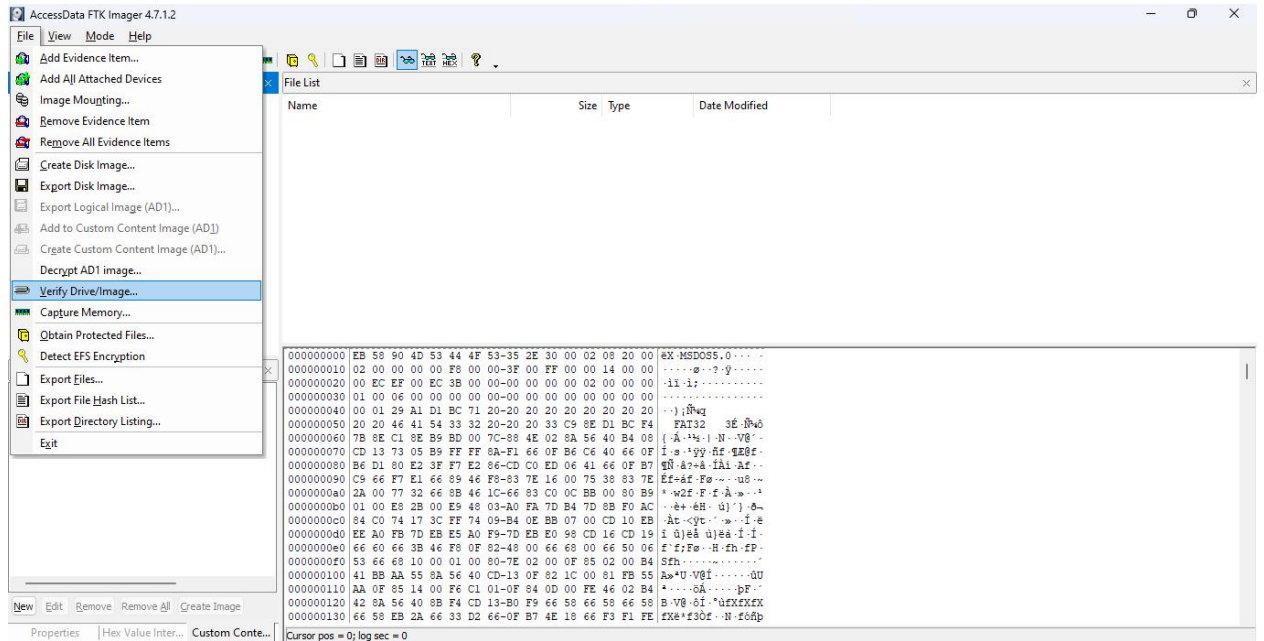 AccessData FTK Imager 4.7.1.2
File View Mode Help
Add Evidence Item...
Add All Attached Devices
Image Mounting...
Remove Evidence Item
Remove All Evidence Items
Create Disk Image...
Export Disk Image...
Export Logical Image (AD1)...
Add to Custom Content Image (AD1)
Create Custom Content Image (AD1)...
Decrypt AD1 image...
Verify Drive/Image...
Capture Memory...
Obtain Protected Files...
Detect EFS Encryption
Export Files...
Export File Hash List...
Export Directory Listing...
Exit
New Edit Remove Remove All Create Image
Properties Hex Value Inter... Custom Conte...
File List
Name Size Type Date Modified
000000000 EB 58 90 4D 53 44 4F 53-35 2E 30 00 02 08 20 00 ëX·MSDOS5.0
000000010 02 00 00 00 00 F8 00 00-3F 00 FF 00 00 14 00 00
000000020 00 EC EF 00 EC 3B 00 00-00 00 00 00 02 00 00 00
000000030 01 00 06 00 00 00 00 00-00 00 00 00 00 00 00 00
000000040 00 01 29 A1 D1 BC 71 20-20 20 20 20 20 20 20 20
000000050 20 20 46 41 54 33 32 20-20 20 33 C9 8E D1 BC F4 FAT32 3É·Ñ¼ô
000000060 7B 8E C1 8E D9 BD 00 7C-88 4E 02 8A 56 40 B4 08
000000070 CD 13 73 05 B9 FF FF 8A-F1 66 0F B6 C6 40 66 0F
000000080 B6 D1 80 E2 3F F7 E2 86-CD C0 ED 06 41 66 0F B7
000000090 C9 66 F7 E1 66 89 46 F8-83 7E 16 00 75 38 83 7E
0000000a0 2A 00 77 32 66 8B 46 1C-66 83 C0 0C BB 00 80 B9
0000000b0 01 00 E8 2B 00 E9 48 03-A0 FA 7D B4 7D 8B F0 AC
0000000c0 84 C0 74 17 3C FF 74 09-B4 0E BB 07 00 CD 10 EB
0000000d0 EE A0 FB 7D EB E5 A0 F9-7D EB E0 98 CD 16 CD 19
0000000e0 66 60 66 3B 46 F8 0F 82-48 00 66 68 00 66 50 06
0000000f0 53 66 68 10 00 01 00 80-7E 02 00 0F 85 02 00 B4
000000100 41 BB AA 55 8A 56 40 CD-13 0F 82 1C 00 81 FB 55
000000110 AA 0F 85 14 00 F6 C1 01-0F 84 0D 00 FE 46 02 B4
000000120 42 8A 56 40 8B F4 CD 13-B0 F9 66 58 66 58 66 58
000000130 66 58 EB 2A 66 33 D2 66-0F B7 4E 18 66 F3 F1 FE
Cursor pos = 0; log sec = 0